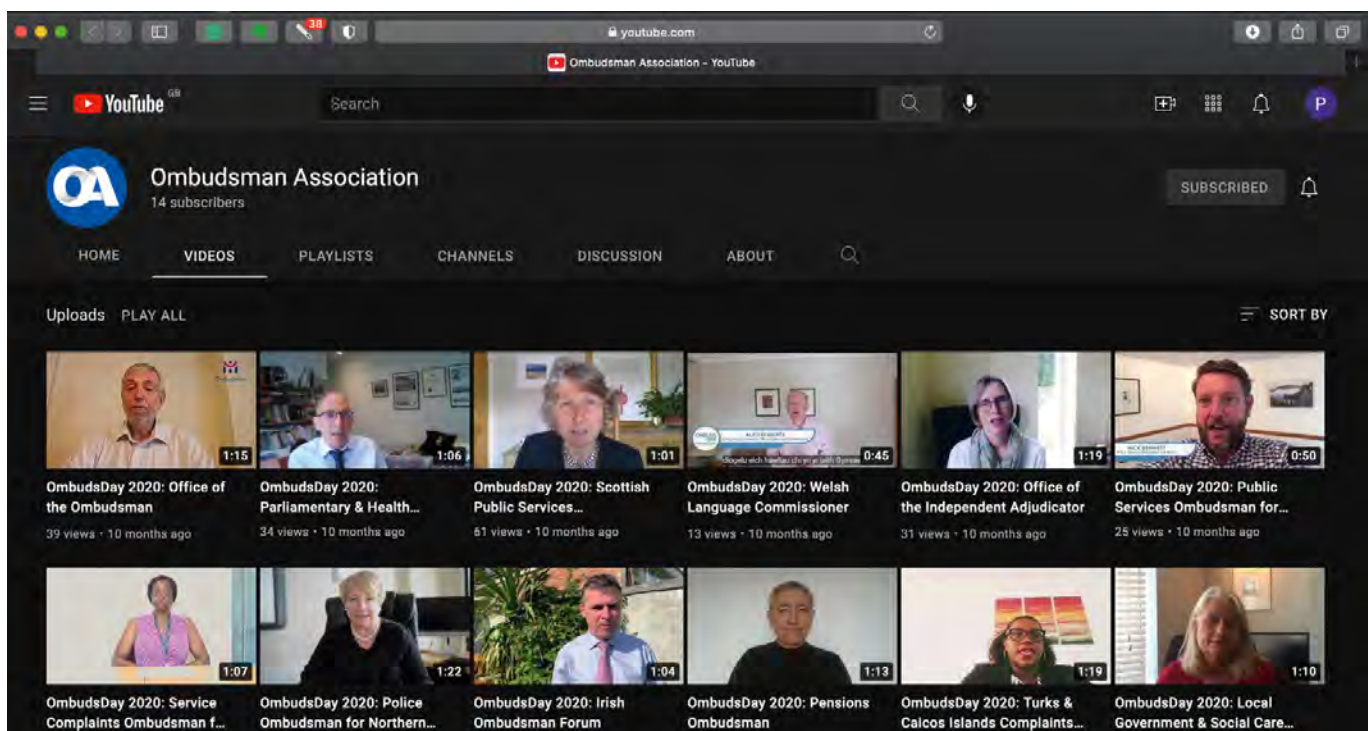 38
youtube.com
Ombudsman Association - YouTube
YouTube GB
Search
P
OA
Ombudsman Association
14 subscribers
SUBSCRIBED
HOME VIDEOS PLAYLISTS CHANNELS DISCUSSION ABOUT
Uploads PLAY ALL
SORT BY
1:15 1:06 1:01 0:45 1:19 0:50
OmbudsDay 2020: Office of
the Ombudsman
39 views • 10 months ago
OmbudsDay 2020:
Parliamentary & Health...
34 views • 10 months ago
OmbudsDay 2020: Scottish
Public Services...
61 views • 10 months ago
OmbudsDay 2020: Welsh
Language Commissioner
13 views • 10 months ago
OmbudsDay 2020: Office of
the Independent Adjudicator
31 views • 10 months ago
OmbudsDay 2020: Public
Services Ombudsman for...
25 views • 10 months ago
1:07 1:22 1:04 1:13 1:19 1:10
OmbudsDay 2020: Service
Complaints Ombudsman f...
OmbudsDay 2020: Police
Ombudsman for Northern...
OmbudsDay 2020: Irish
Ombudsman Forum
OmbudsDay 2020: Pensions
Ombudsman
OmbudsDay 2020: Turks &
Caicos Islands Complaints...
OmbudsDay 2020: Local
Government & Social Care...